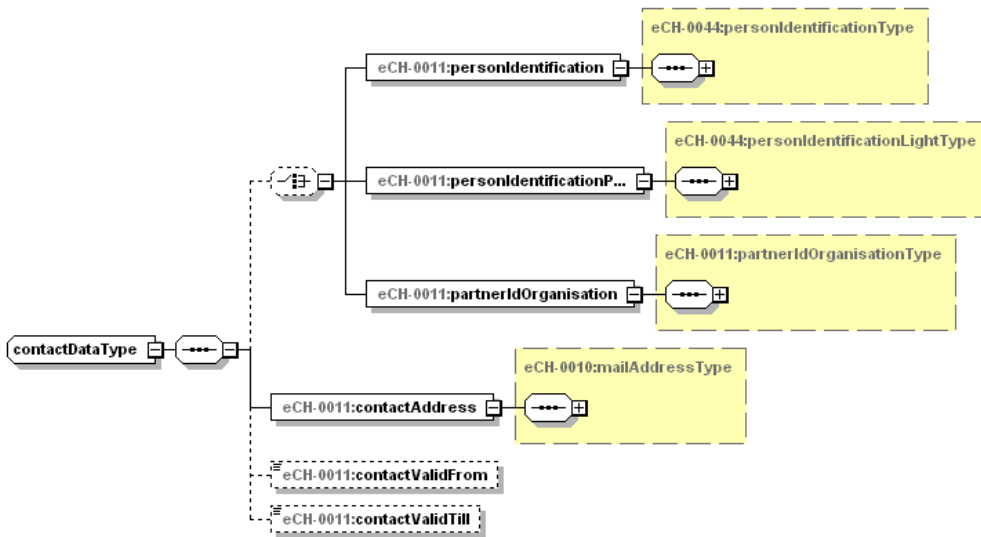 eCH-0044:personIdentificationType
eCH-0011:personIdentification
eCH-0044:personIdentificationLightType
eCH-0011:personIdentificationP...
eCH-0011:partnerIdOrganisationType
eCH-0011:partnerIdOrganisation
contactDataType
eCH-0010:mailAddressType
eCH-0011:contactAddress
eCH-0011:contactValidFrom
eCH-0011:contactValidTill